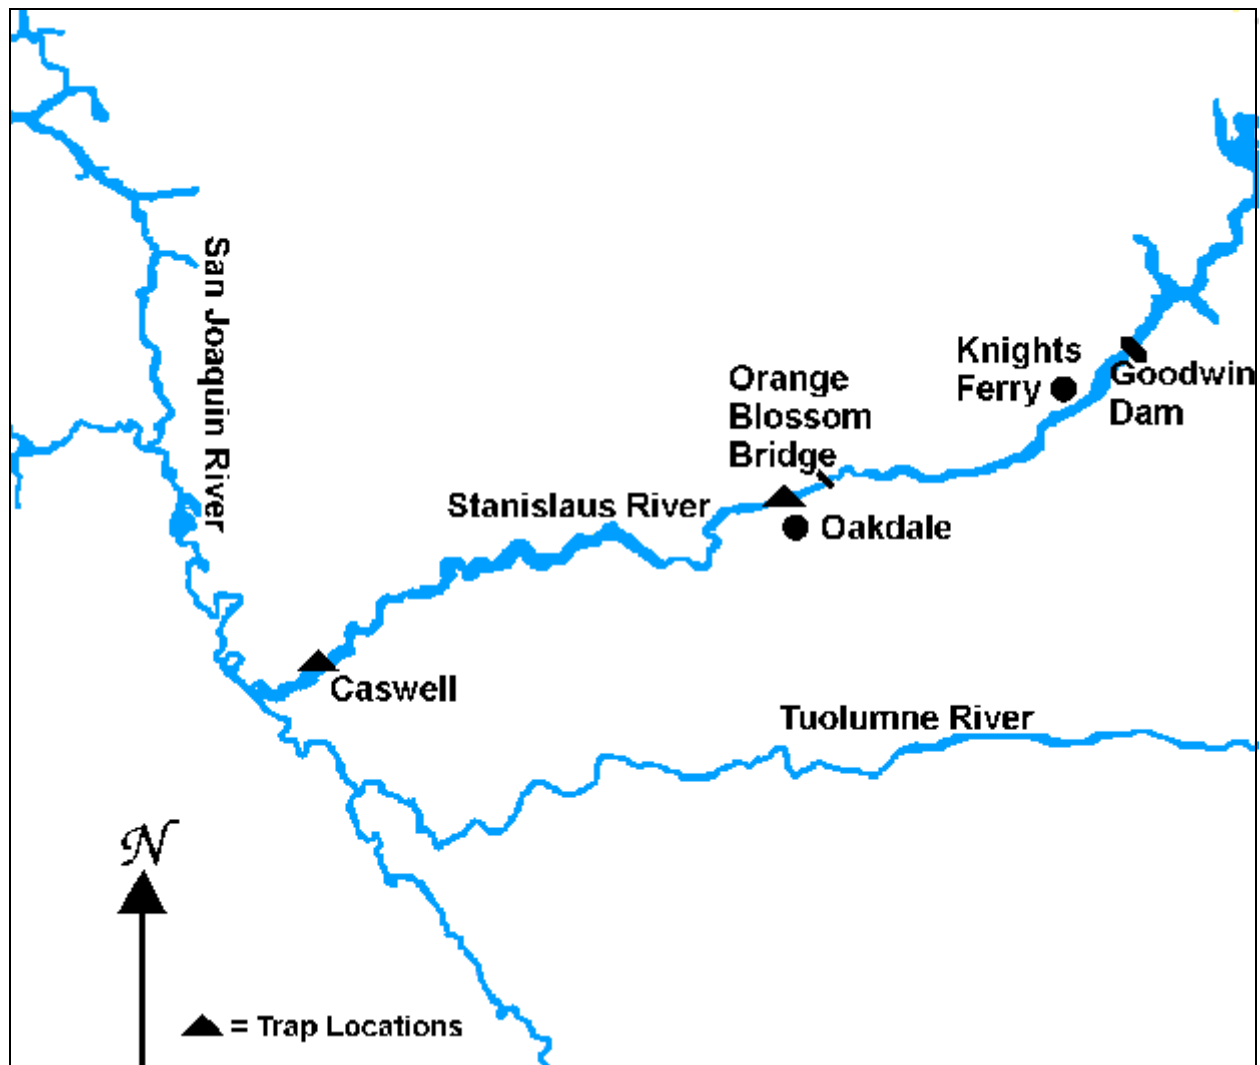 San Joaquin River
Knights
Ferry
Goodwin
Dam
Orange
Blossom
Bridge
Stanislaus River
Oakdale
Caswell
Tuolumne River
N
= Trap Locations